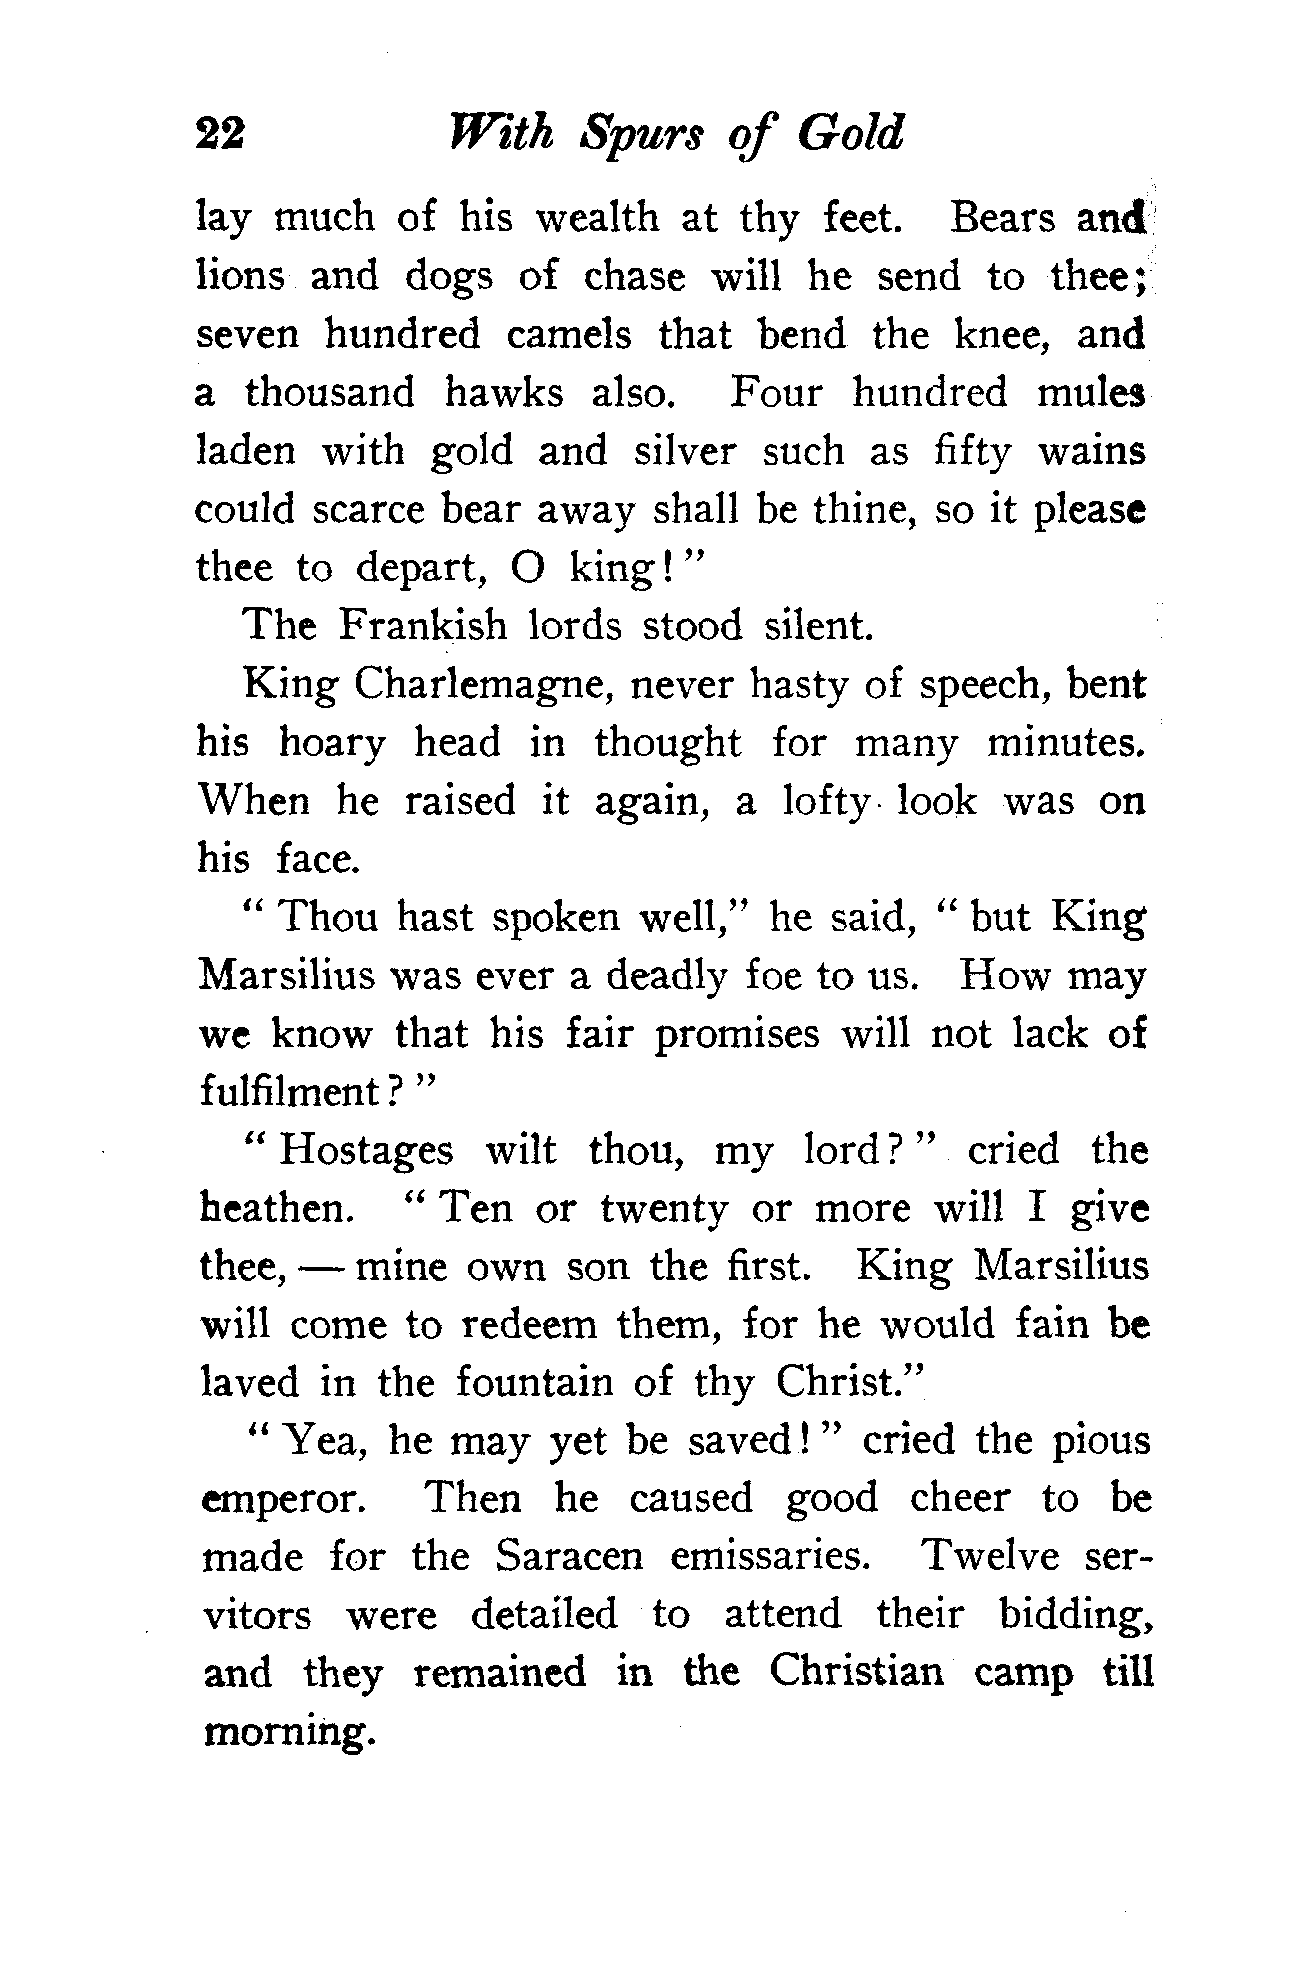 22 With Spurs of Gold
lay much of his wealth at thy feet. Bears and
lions and dogs of chase will he send to thee;
seven hundred camels that bend the knee, and
a thousand hawks also. Four hundred mules
laden with gold and silver such as fifty wains
could scarce bear away shall be thine, so it please
thee to depart, O king!”
The Frankish lords stood silent.
King Charlemagne, never hasty of speech, bent
his hoary head in thought for many minutes.
When he raised it again, a lofty look was on
his face.
“Thou hast spoken well,” he said, “but King
Marsilius was ever a deadly foe to us. How may
we know that his fair promises will not lack of
fulfilment?”
“Hostages wilt thou, my lord?” cried the
heathen. “Ten or twenty or more will I give
thee,—mine own son the first. King Marsilius
will come to redeem them, for he would fain be
laved in the fountain of thy Christ.”
“Yea, he may yet be saved!” cried the pious
emperor. Then he caused good cheer to be
made for the Saracen emissaries. Twelve ser-
vitors were detailed to attend their bidding,
and they remained in the Christian camp till
morning.